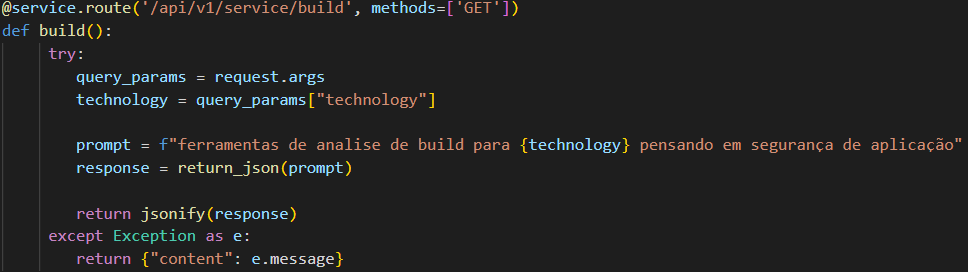 @service.route('/api/v1/service/build', methods=['GET'])
def build():
try:
query_params = request.args
technology = query_params["technology"]
prompt = f"ferramentas de analise de build para {technology} pensando em segurança de aplicação"
response = return_json(prompt)
return jsonify(response)
except Exception as e:
return {"content": e.message}